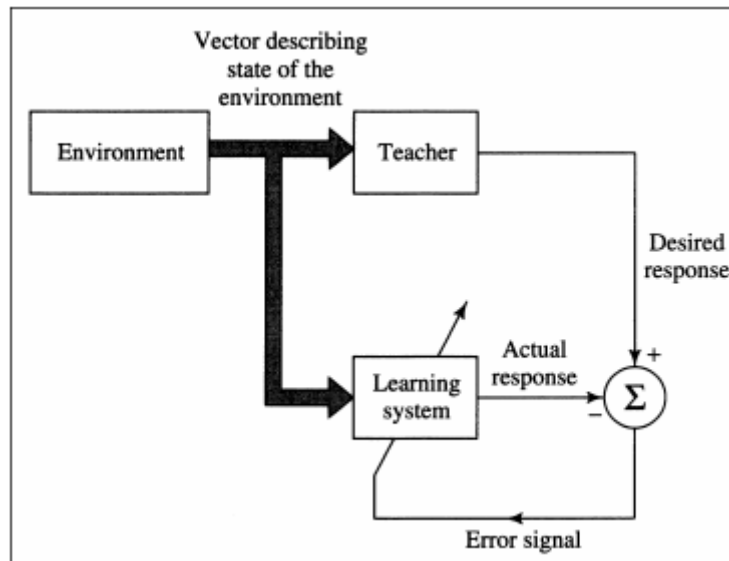 Vector describing
state of the
environment
Environment
Teacher
Desired
response
Learning
system
Actual
response
+
−
Σ
Error signal